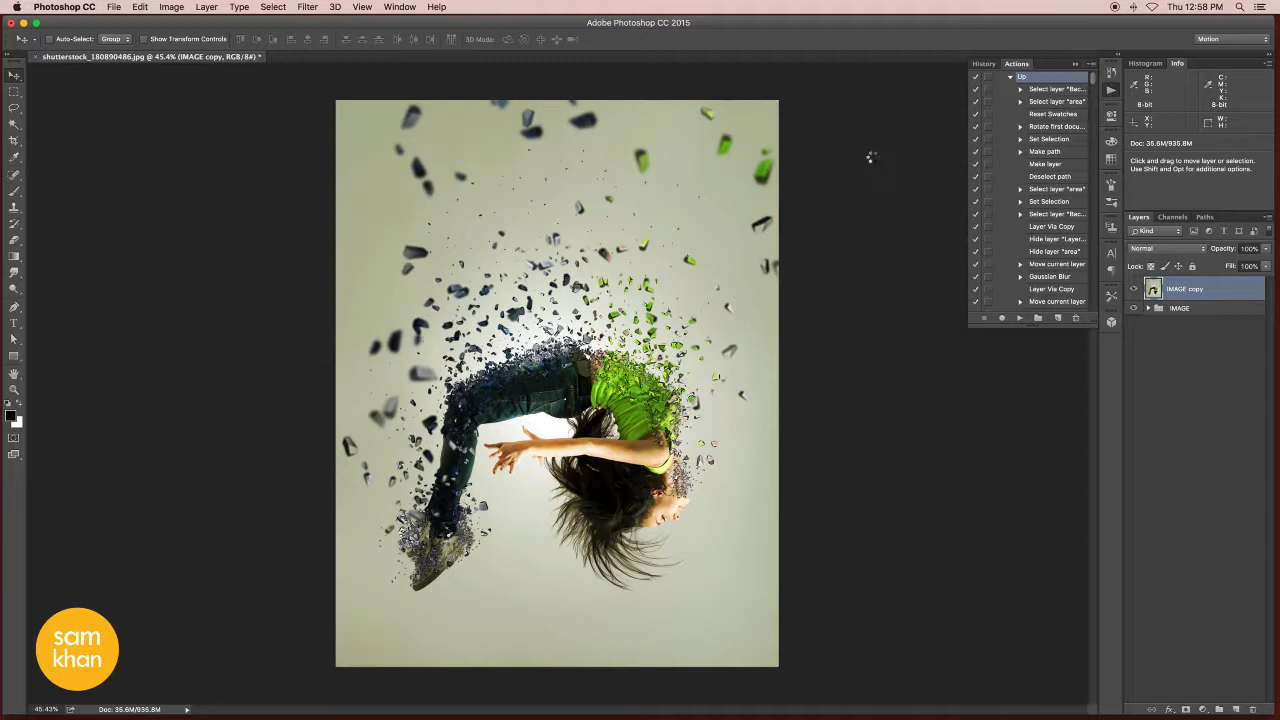 Photoshop CC File Edit Image Layer Type Select Filter 3D View Window Help Thu 12:58 PM
Adobe Photoshop CC 2015
Auto-Select: Group Show Transform Controls 3D Mode: Motion
shutterstock_180890486.jpg @ 45.4% (IMAGE copy, RGB/8#) *
History Actions
Up
Select layer "Bac...
Select layer "area"
Reset Swatches
Rotate first docu...
Set Selection
Make path
Make layer
Deselect path
Select layer "area"
Set Selection
Select layer "Bac...
Layer Via Copy
Hide layer "Layer...
Hide layer "area"
Move current layer
Gaussian Blur
Layer Via Copy
Move current layer
Histogram Info
R: C:
G: M:
B: Y:
K:
8-bit 8-bit
X: W:
Y: H:
Doc: 35.6M/935.8M
Click and drag to move layer or selection.
Use Shift and Opt for additional options.
Layers Channels Paths
Kind
Normal Opacity: 100%
Lock: Fill: 100%
IMAGE copy
IMAGE
sam
khan
45.43% Doc: 35.6M/935.8M